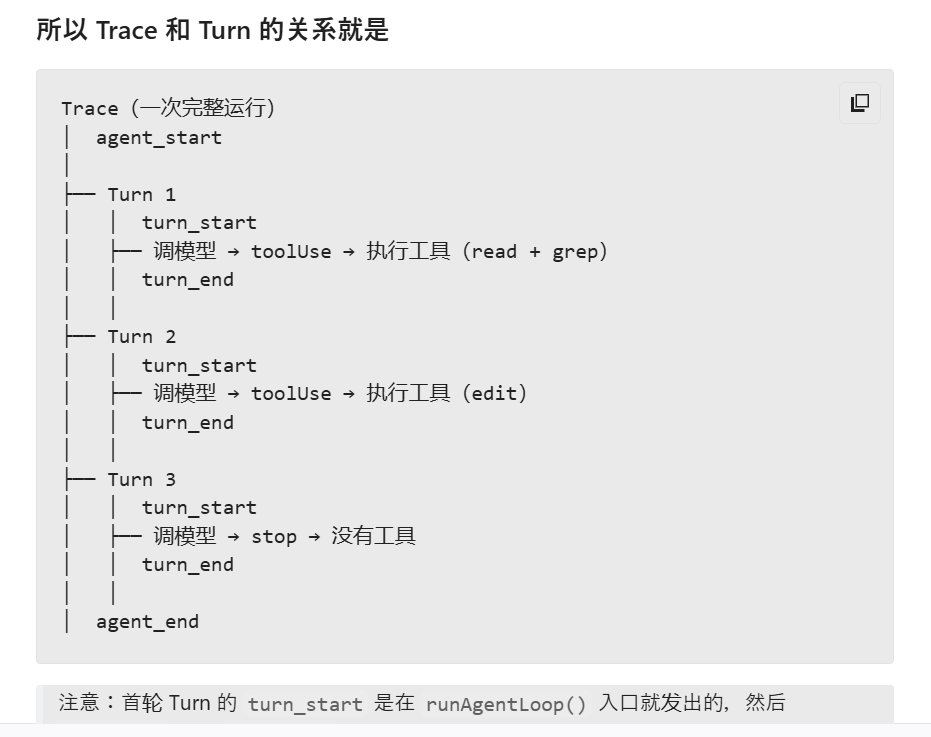 所以 Trace 和 Turn 的关系就是
Trace（一次完整运行）
│  agent_start
│
├── Turn 1
│   │  turn_start
│   ├── 调模型 → toolUse → 执行工具（read + grep）
│   │  turn_end
│   │
├── Turn 2
│   │  turn_start
│   ├── 调模型 → toolUse → 执行工具（edit）
│   │  turn_end
│   │
├── Turn 3
│   │  turn_start
│   ├── 调模型 → stop → 没有工具
│   │  turn_end
│   │
│  agent_end
注意：首轮 Turn 的 turn_start 是在 runAgentLoop() 入口就发出的，然后